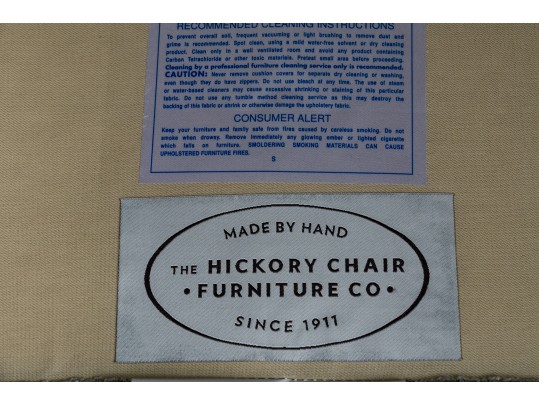 RECOMMENDED CLEANING INSTRUCTIONS
To prevent overall soil, frequent vacuuming or light brushing to remove dust and
grime is recommended. Spot clean, using a mild water-free solvent or dry cleaning
product. Clean only in a well ventilated room and avoid any product containing
Carbon Tetrachloride or other toxic materials. Pretest small area before proceeding.
Cleaning by a professional furniture cleaning service only is recommended.
CAUTION: Never remove cushion covers for separate dry cleaning or washing,
even though they do have zippers. Do not use bleach at any time. The use of steam
or water-based cleaners may cause excessive shrinking or staining of this particular
fabric. Do not use any tumble method cleaning service as this may destroy the
backing of this fabric or shrink or otherwise damage the upholstery fabric.
CONSUMER ALERT
Keep your furniture and family safe from fires caused by careless smoking. Do not
smoke when drowsy. Remove immediately any glowing ember or lighted cigarette
which falls on furniture. SMOLDERING SMOKING MATERIALS CAN CAUSE
UPHOLSTERED FURNITURE FIRES.
S
MADE BY HAND
THE HICKORY CHAIR
• FURNITURE CO •
SINCE 1911